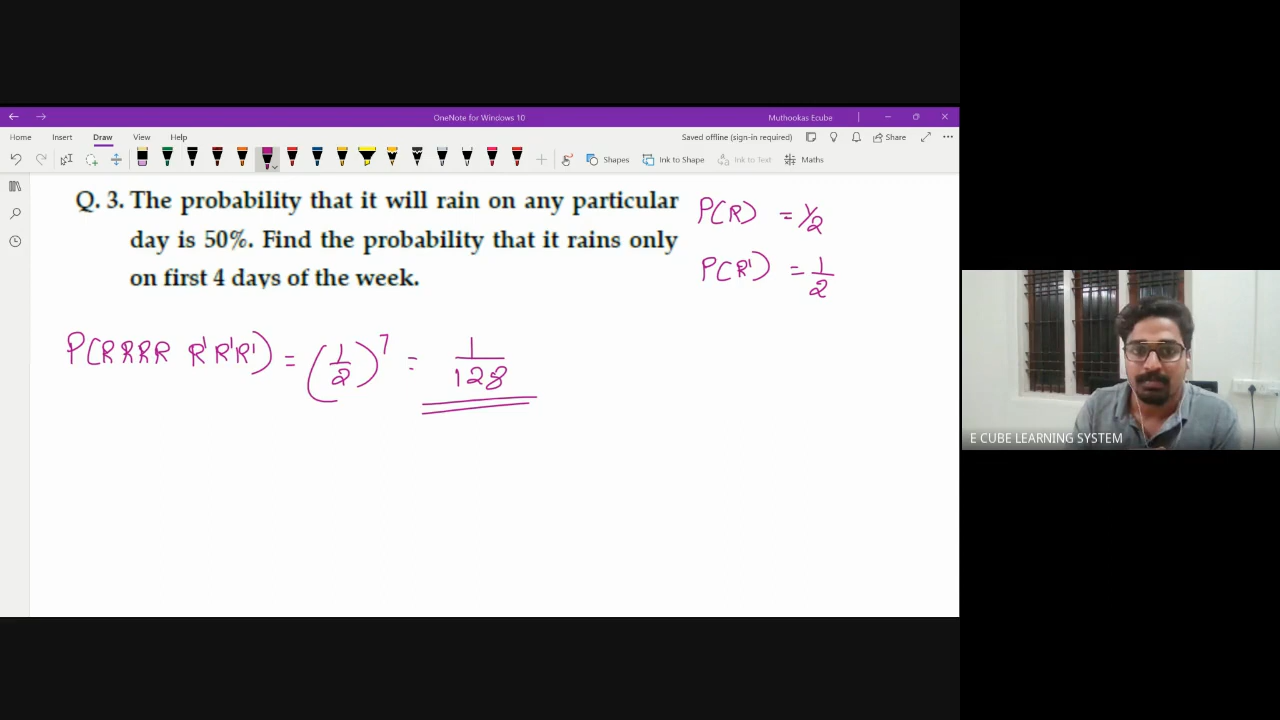 OneNote for Windows 10
Muthookas Ecube
Home Insert Draw View Help
Saved offline (sign-in required)
Share
Shapes
Ink to Shape
Ink to Text
Maths
Q. 3. The probability that it will rain on any particular
day is 50%. Find the probability that it rains only
on first 4 days of the week.
P(R) = 1/2
P(R') = 1/2
P(RRRR R'R'R') = (1/2)^7 = 1/128
E CUBE LEARNING SYSTEM